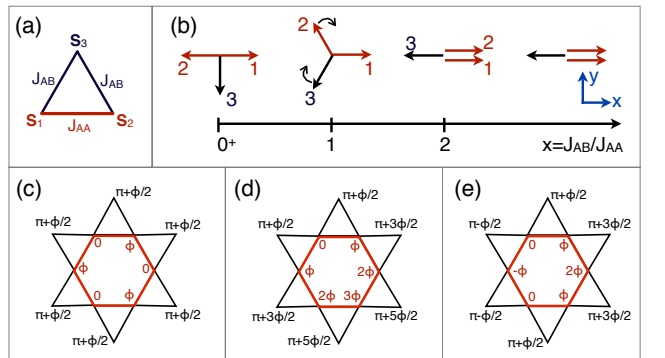 (a)
S3
JAB JAB
S1 JAA S2
(b)
2 1
3
2
1
3
3 2
1
y
x
0+ 1 2 x=JAB/JAA
(c)
π+ϕ/2
π+ϕ/2 π+ϕ/2
0 ϕ
ϕ 0
0 ϕ
π+ϕ/2 π+ϕ/2
π+ϕ/2
(d)
π+ϕ/2
π+ϕ/2 π+3ϕ/2
0 ϕ
ϕ 2ϕ
2ϕ 3ϕ
π+3ϕ/2 π+5ϕ/2
π+5ϕ/2
(e)
π+ϕ/2
π-ϕ/2 π+3ϕ/2
0 ϕ
-ϕ 2ϕ
0 ϕ
π-ϕ/2 π+3ϕ/2
π+ϕ/2